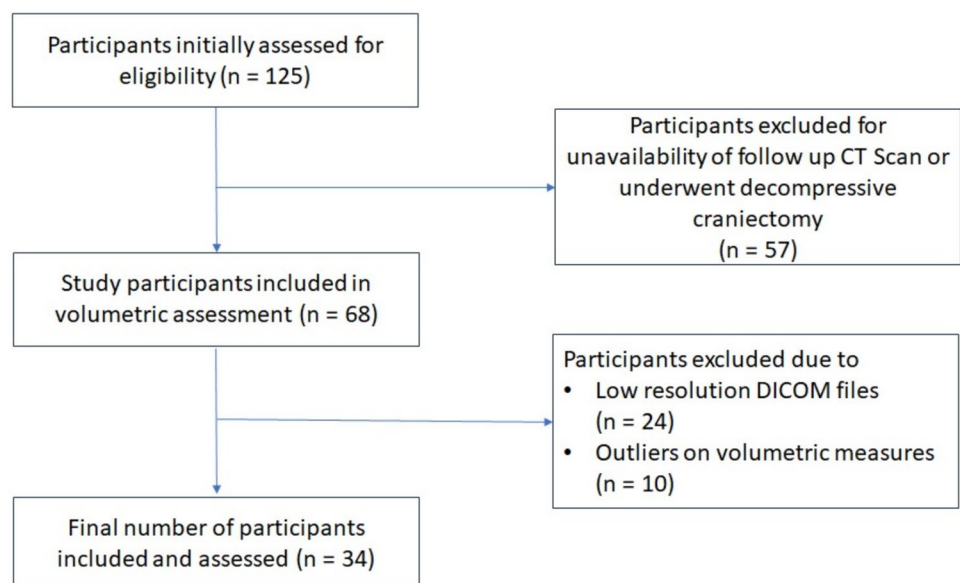 Participants initially assessed for
eligibility (n = 125)
Participants excluded for
unavailability of follow up CT Scan or
underwent decompressive
craniectomy
(n = 57)
Study participants included in
volumetric assessment (n = 68)
Participants excluded due to
• Low resolution DICOM files
(n = 24)
• Outliers on volumetric measures
(n = 10)
Final number of participants
included and assessed (n = 34)